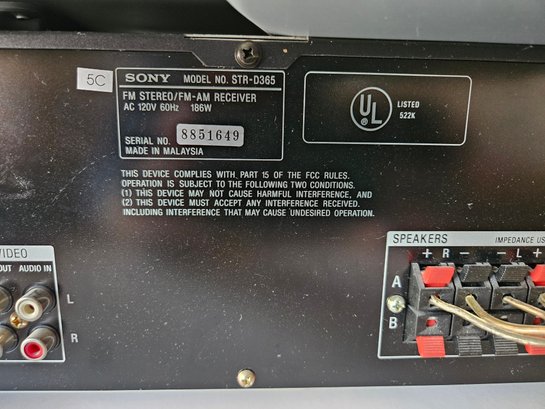 5C
SONY MODEL NO. STR-D365
FM STEREO/FM-AM RECEIVER
AC 120V 60Hz 186W
SERIAL NO. 8851649
MADE IN MALAYSIA
UL LISTED
522K
THIS DEVICE COMPLIES WITH PART 15 OF THE FCC RULES.
OPERATION IS SUBJECT TO THE FOLLOWING TWO CONDITIONS.
(1) THIS DEVICE MAY NOT CAUSE HARMFUL INTERFERENCE, AND
(2) THIS DEVICE MUST ACCEPT ANY INTERFERENCE RECEIVED.
INCLUDING INTERFERENCE THAT MAY CAUSE UNDESIRED OPERATION.
VIDEO
OUT AUDIO IN
L
R
SPEAKERS IMPEDANCE US
+ R - - L +
A
B